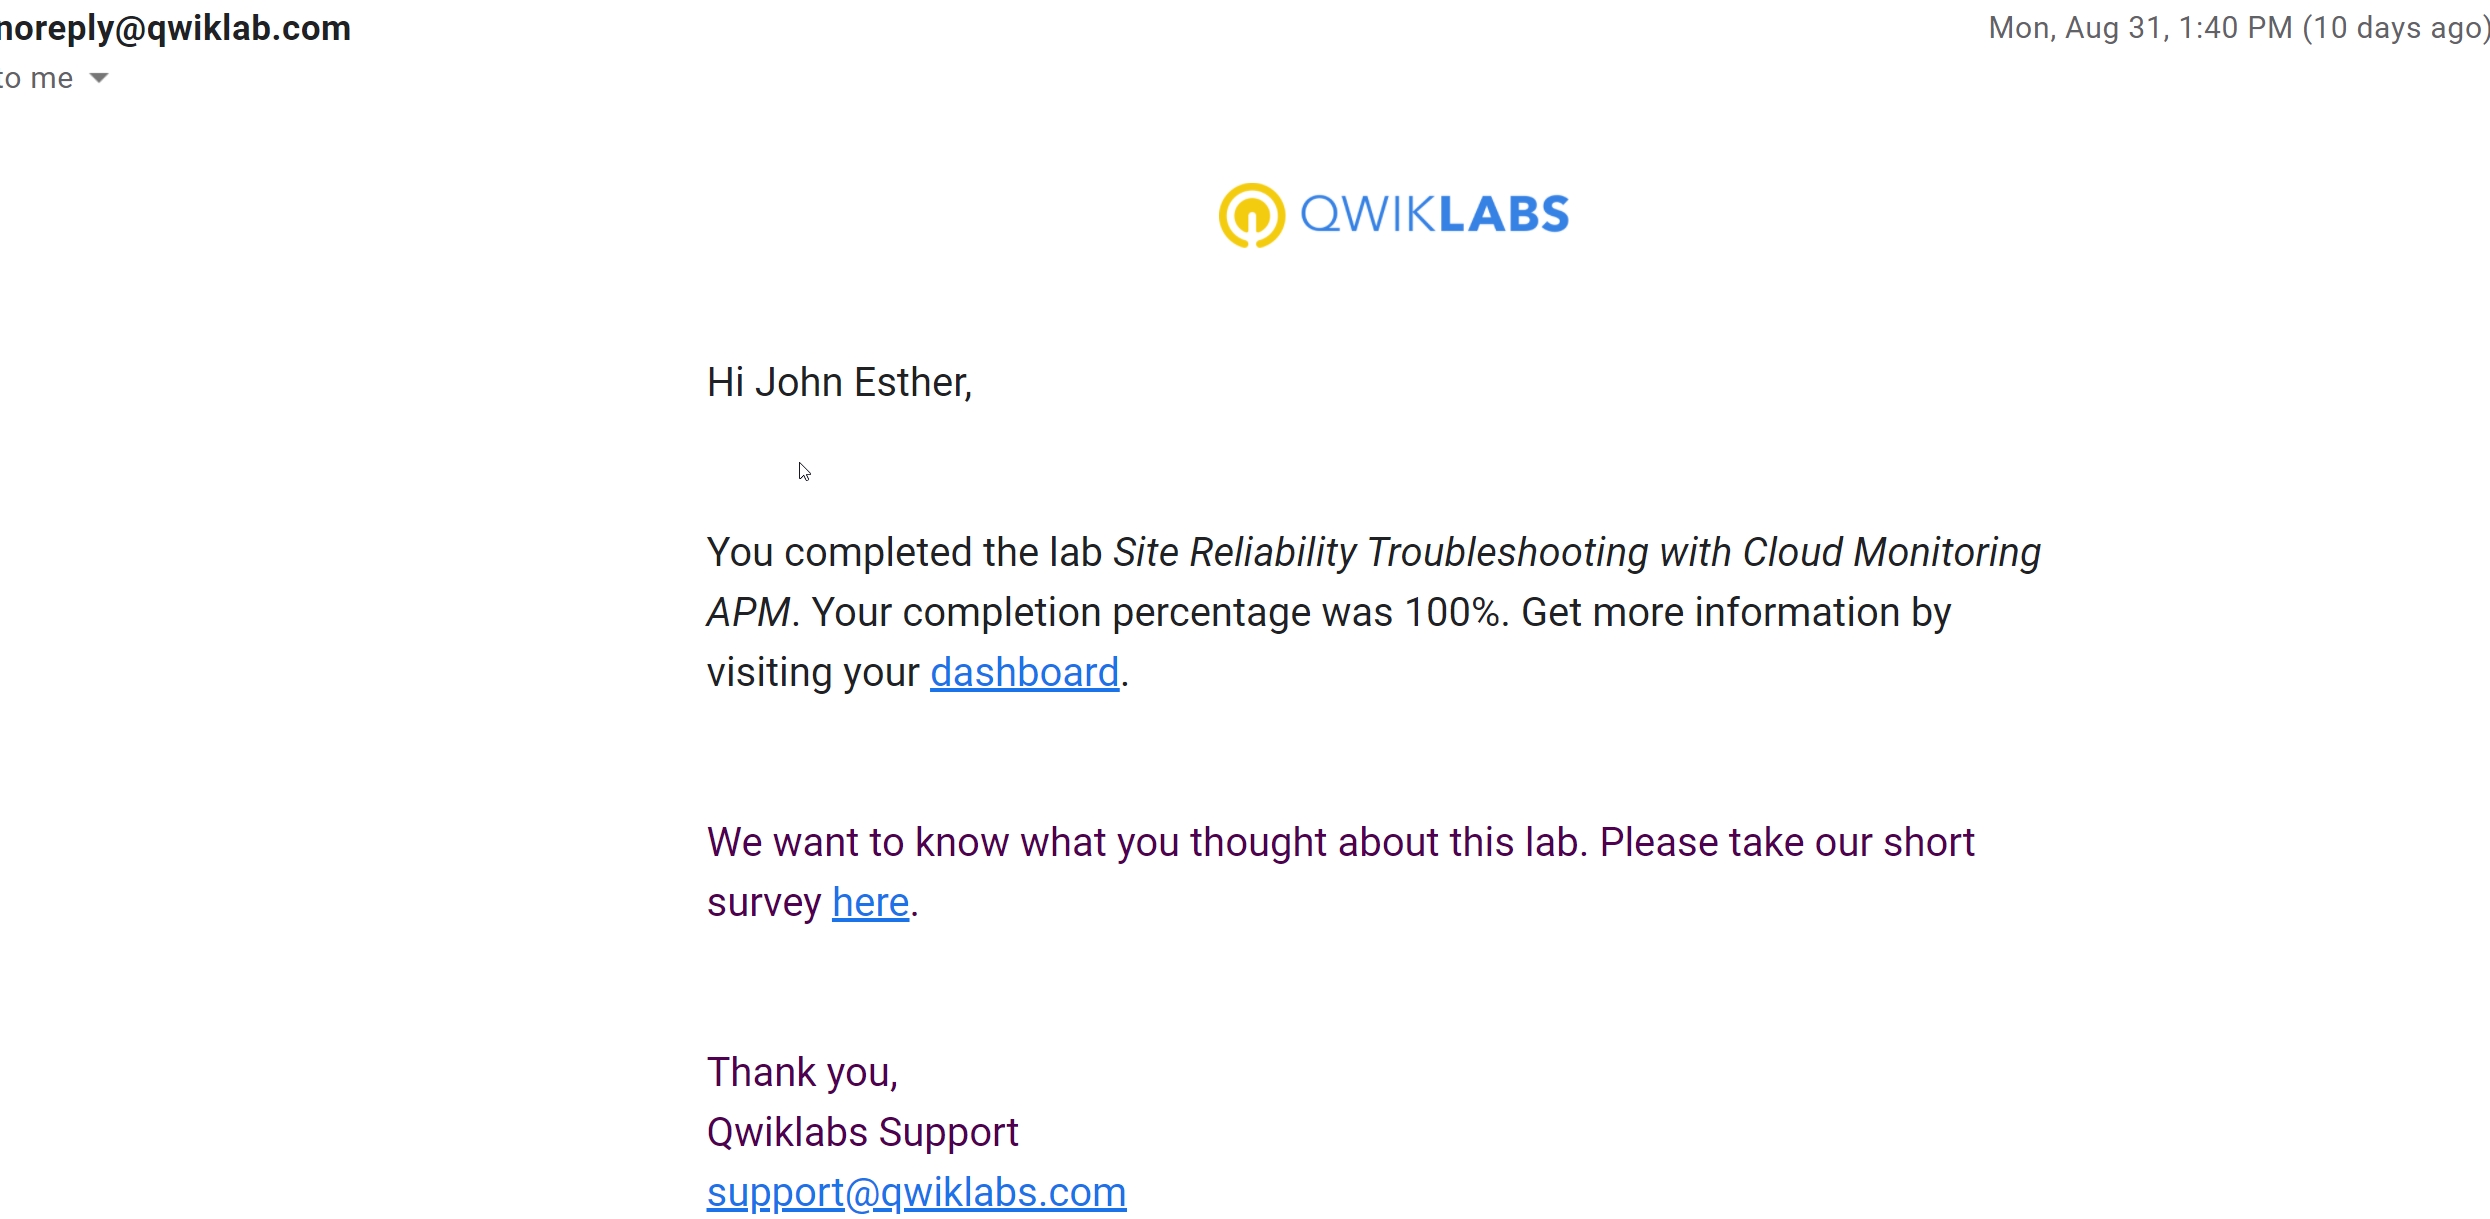 noreply@qwiklab.com
Mon, Aug 31, 1:40 PM (10 days ago)
to me
QWIKLABS
Hi John Esther,
You completed the lab Site Reliability Troubleshooting with Cloud Monitoring
APM. Your completion percentage was 100%. Get more information by
visiting your dashboard.
We want to know what you thought about this lab. Please take our short
survey here.
Thank you,
Qwiklabs Support
support@qwiklabs.com